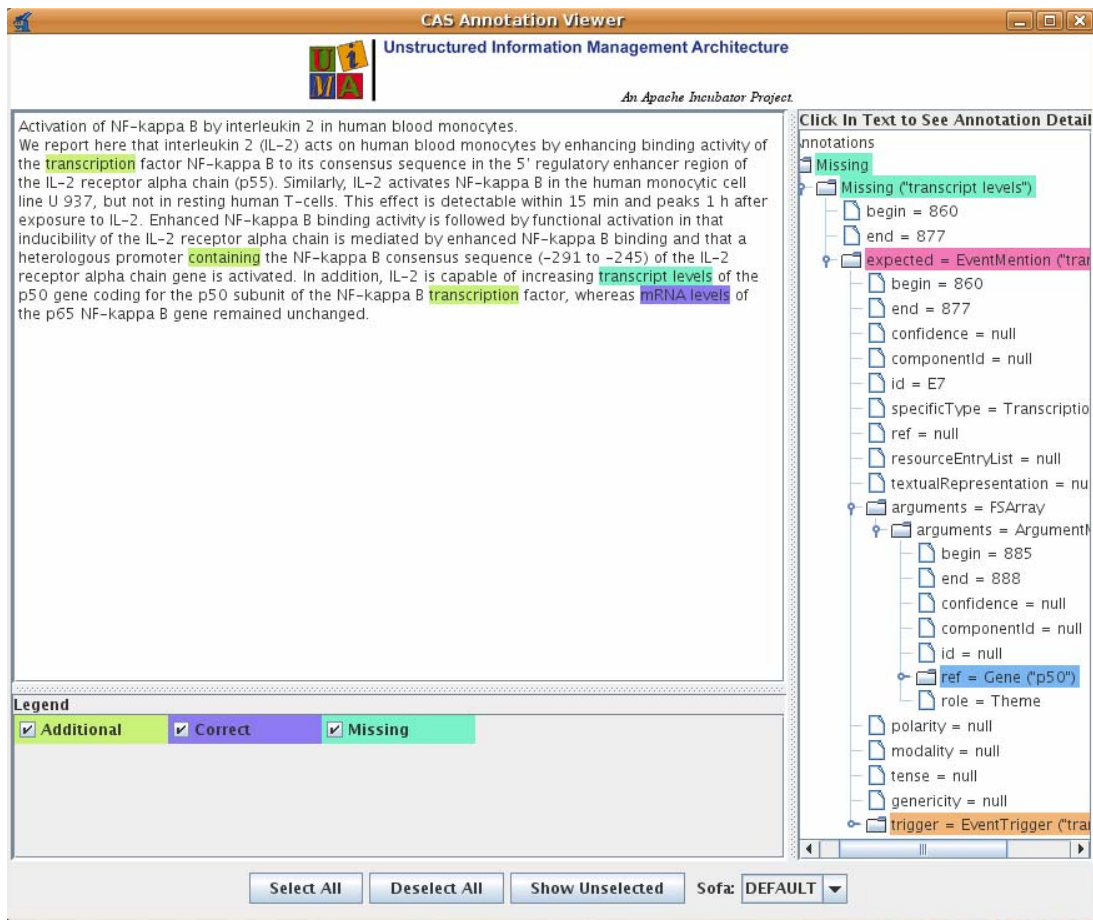 CAS Annotation Viewer
U i M A
Unstructured Information Management Architecture
An Apache Incubator Project.
Activation of NF-kappa B by interleukin 2 in human blood monocytes.
We report here that interleukin 2 (IL-2) acts on human blood monocytes by enhancing binding activity of
the transcription factor NF-kappa B to its consensus sequence in the 5' regulatory enhancer region of
the IL-2 receptor alpha chain (p55). Similarly, IL-2 activates NF-kappa B in the human monocytic cell
line U 937, but not in resting human T-cells. This effect is detectable within 15 min and peaks 1 h after
exposure to IL-2. Enhanced NF-kappa B binding activity is followed by functional activation in that
inducibility of the IL-2 receptor alpha chain is mediated by enhanced NF-kappa B binding and that a
heterologous promoter containing the NF-kappa B consensus sequence (-291 to -245) of the IL-2
receptor alpha chain gene is activated. In addition, IL-2 is capable of increasing transcript levels of the
p50 gene coding for the p50 subunit of the NF-kappa B transcription factor, whereas mRNA levels of
the p65 NF-kappa B gene remained unchanged.
Legend
Additional Correct Missing
Click In Text to See Annotation Detail
nnotations
Missing
Missing ("transcript levels")
begin = 860
end = 877
expected = EventMention ("tran
begin = 860
end = 877
confidence = null
componentId = null
id = E7
specificType = Transcriptio
ref = null
resourceEntryList = null
textualRepresentation = nu
arguments = FSArray
arguments = ArgumentM
begin = 885
end = 888
confidence = null
componentId = null
id = null
ref = Gene ("p50")
role = Theme
polarity = null
modality = null
tense = null
genericity = null
trigger = EventTrigger ("tran
Select All Deselect All Show Unselected Sofa: DEFAULT